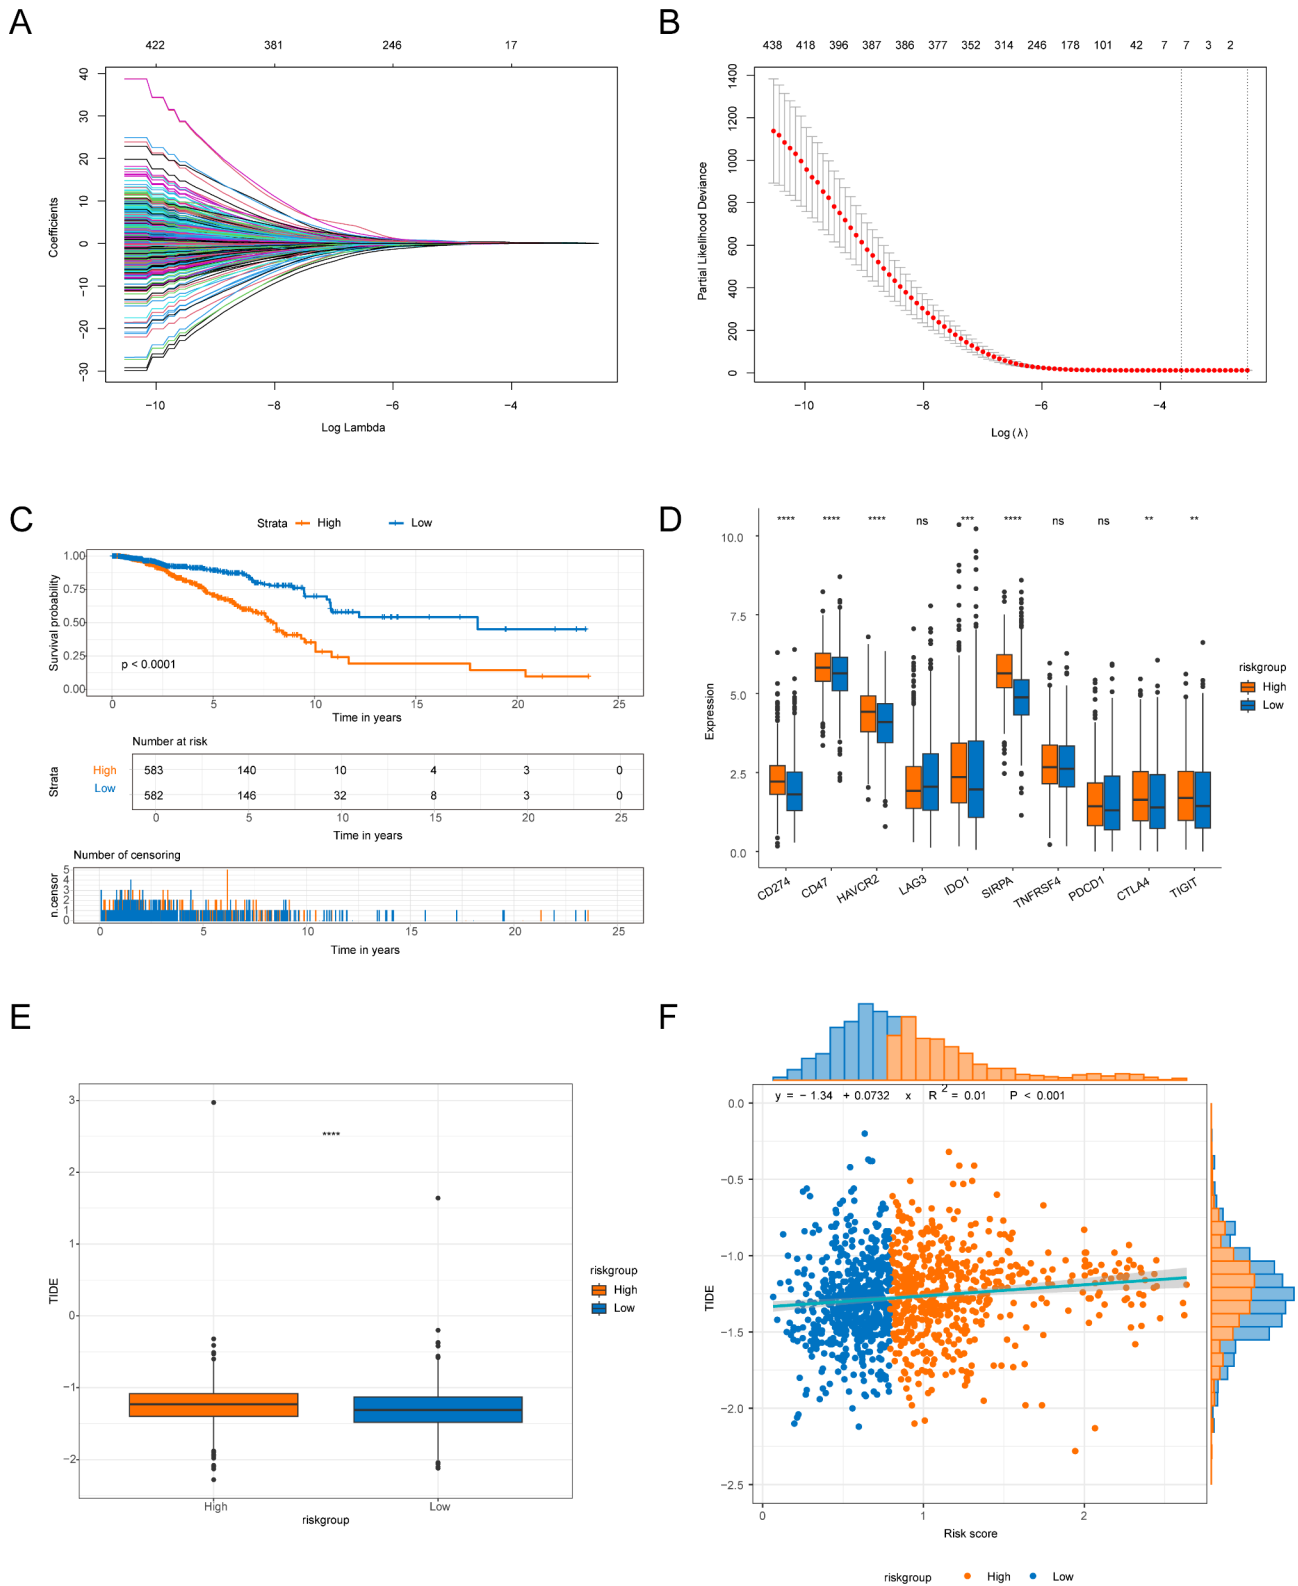 A
422 381 246 17
40
30
20
10
0
−10
−20
−30
Coefficients
−10 −8 −6 −4
Log Lambda
B
438 418 396 387 386 377 352 314 246 178 101 42 7 7 3 2
1400
1200
1000
800
600
400
200
0
Partial Likelihood Deviance
−10 −8 −6 −4
Log (λ)
C
Strata High Low
1.00
0.75
0.50
0.25
0.00
Survival probability
p < 0.0001
0 5 10 15 20 25
Time in years
Number at risk
Strata
High 583 140 10 4 3 0
Low 582 146 32 8 3 0
0 5 10 15 20 25
Time in years
Number of censoring
5
4
3
2
1
0
n.censor
0 5 10 15 20 25
Time in years
D
**** **** **** ns *** **** ns ns ** **
10.0
7.5
5.0
2.5
0.0
Expression
CD274 CD47 HAVCR2 LAG3 IDO1 SIRPA TNFRSF4 PDCD1 CTLA4 TIGIT
riskgroup
High
Low
E
3
2
1
0
−1
−2
TIDE
****
High Low
riskgroup
riskgroup
High
Low
F
y = − 1.34 + 0.0732 x R 2 = 0.01 P < 0.001
0.0
−0.5
−1.0
−1.5
−2.0
−2.5
TIDE
0 1 2
Risk score
riskgroup High Low